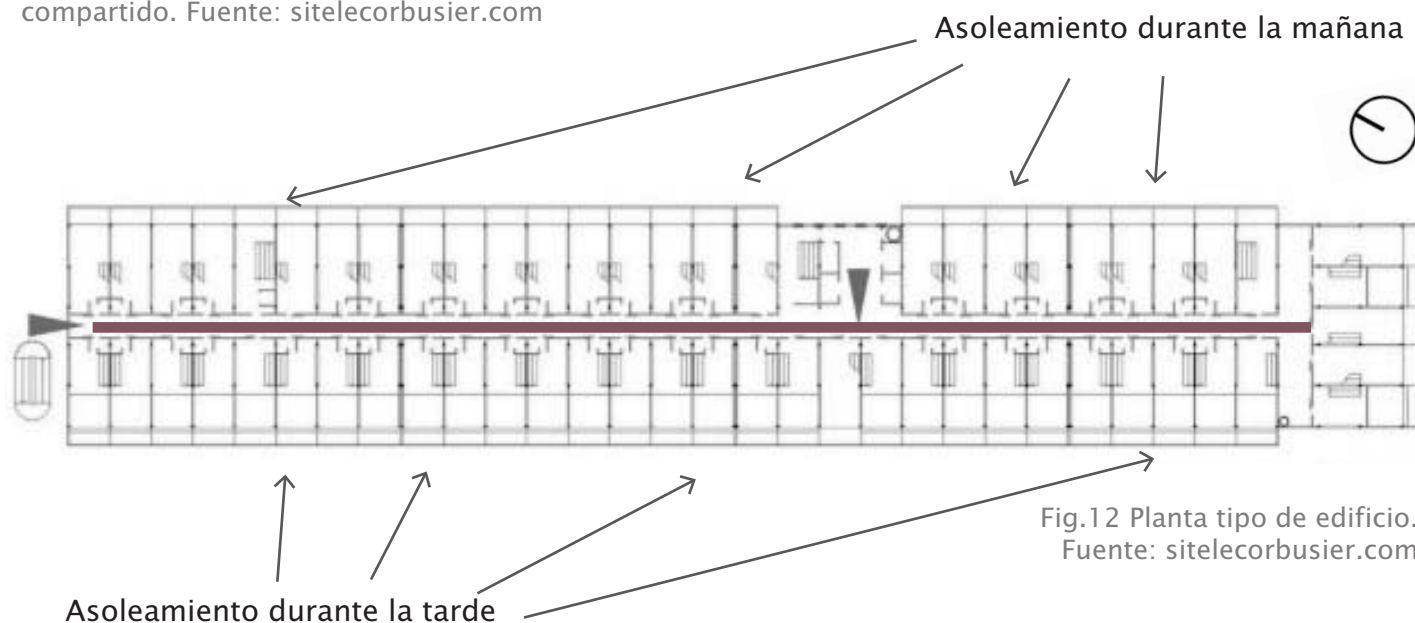 compartido. Fuente: sitelecorbusier.com
Asoleamiento durante la mañana
Fig.12 Planta tipo de edificio.
Fuente: sitelecorbusier.com
Asoleamiento durante la tarde